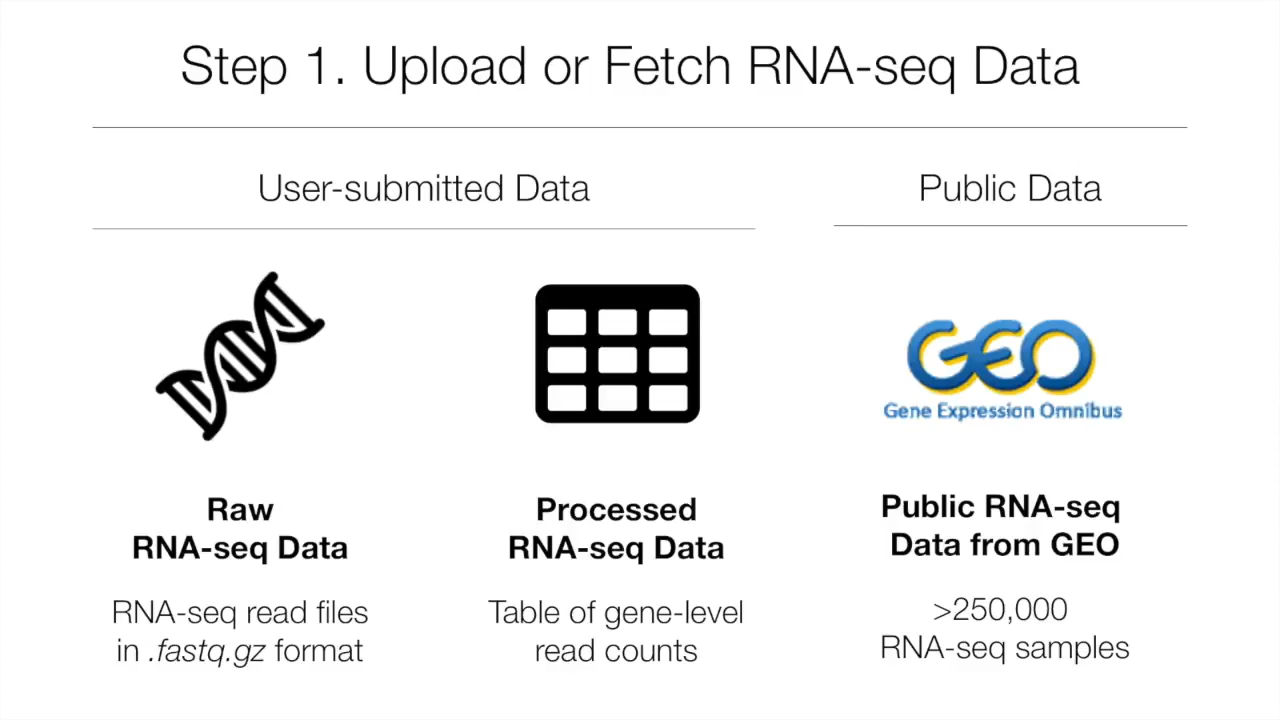 Step 1. Upload or Fetch RNA-seq Data
User-submitted Data
Public Data
Raw
RNA-seq Data
RNA-seq read files
in .fastq.gz format
Processed
RNA-seq Data
Table of gene-level
read counts
GEO
Gene Expression Omnibus
Public RNA-seq
Data from GEO
>250,000
RNA-seq samples